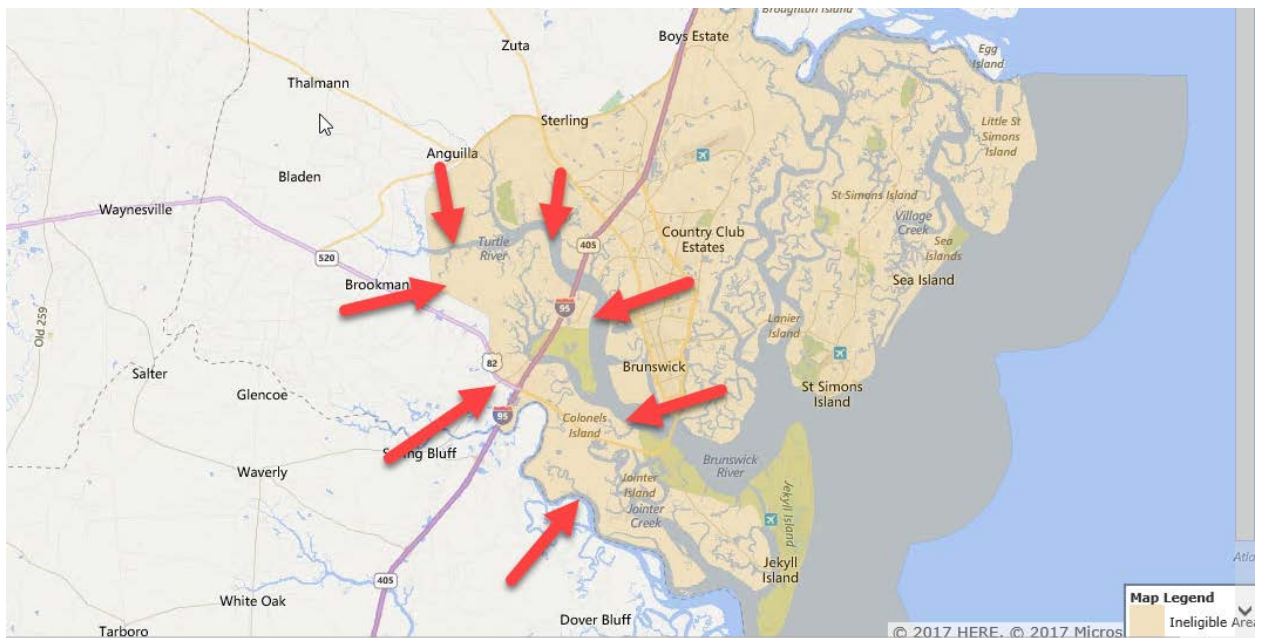 Broughton Island
Boys Estate
Zuta
Egg
Island
Thalmann
Little St
Simons
Island
Sterling
Anguilla
Bladen
St Simons Island
Waynesville
Village
Creek
Country Club
Estates
Turtle
River
405
Sea
Islands
520
Sea Island
Brookman
95
Old 259
Lanier
Island
82
Brunswick
Salter
St Simons
Island
Glencoe
95
Colonels
Island
Bluff
Waverly
Brunswick
River
Jointer
Island
Jekyll Island
Jointer
Creek
Jekyll
Island
405
White Oak
Map Legend
Dover Bluff
Ineligible Area
Tarboro
© 2017 HERE, © 2017 Micros